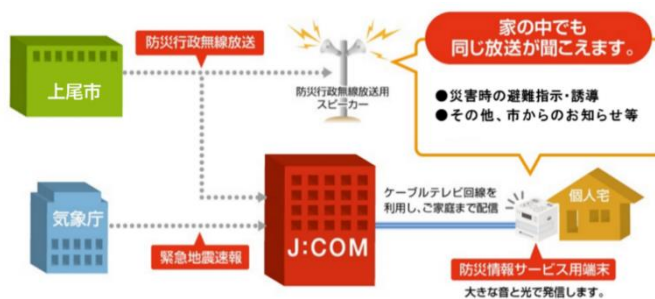 防災行政無線放送
上尾市
防災行政無線放送用
スピーカー
家の中でも
同じ放送が聞こえます。
●災害時の避難指示・誘導
●その他、市からのお知らせ等
気象庁
緊急地震速報
J:COM
ケーブルテレビ回線を
利用し、ご家庭まで配信
個人宅
防災情報サービス用端末
大きな音と光で発信します。